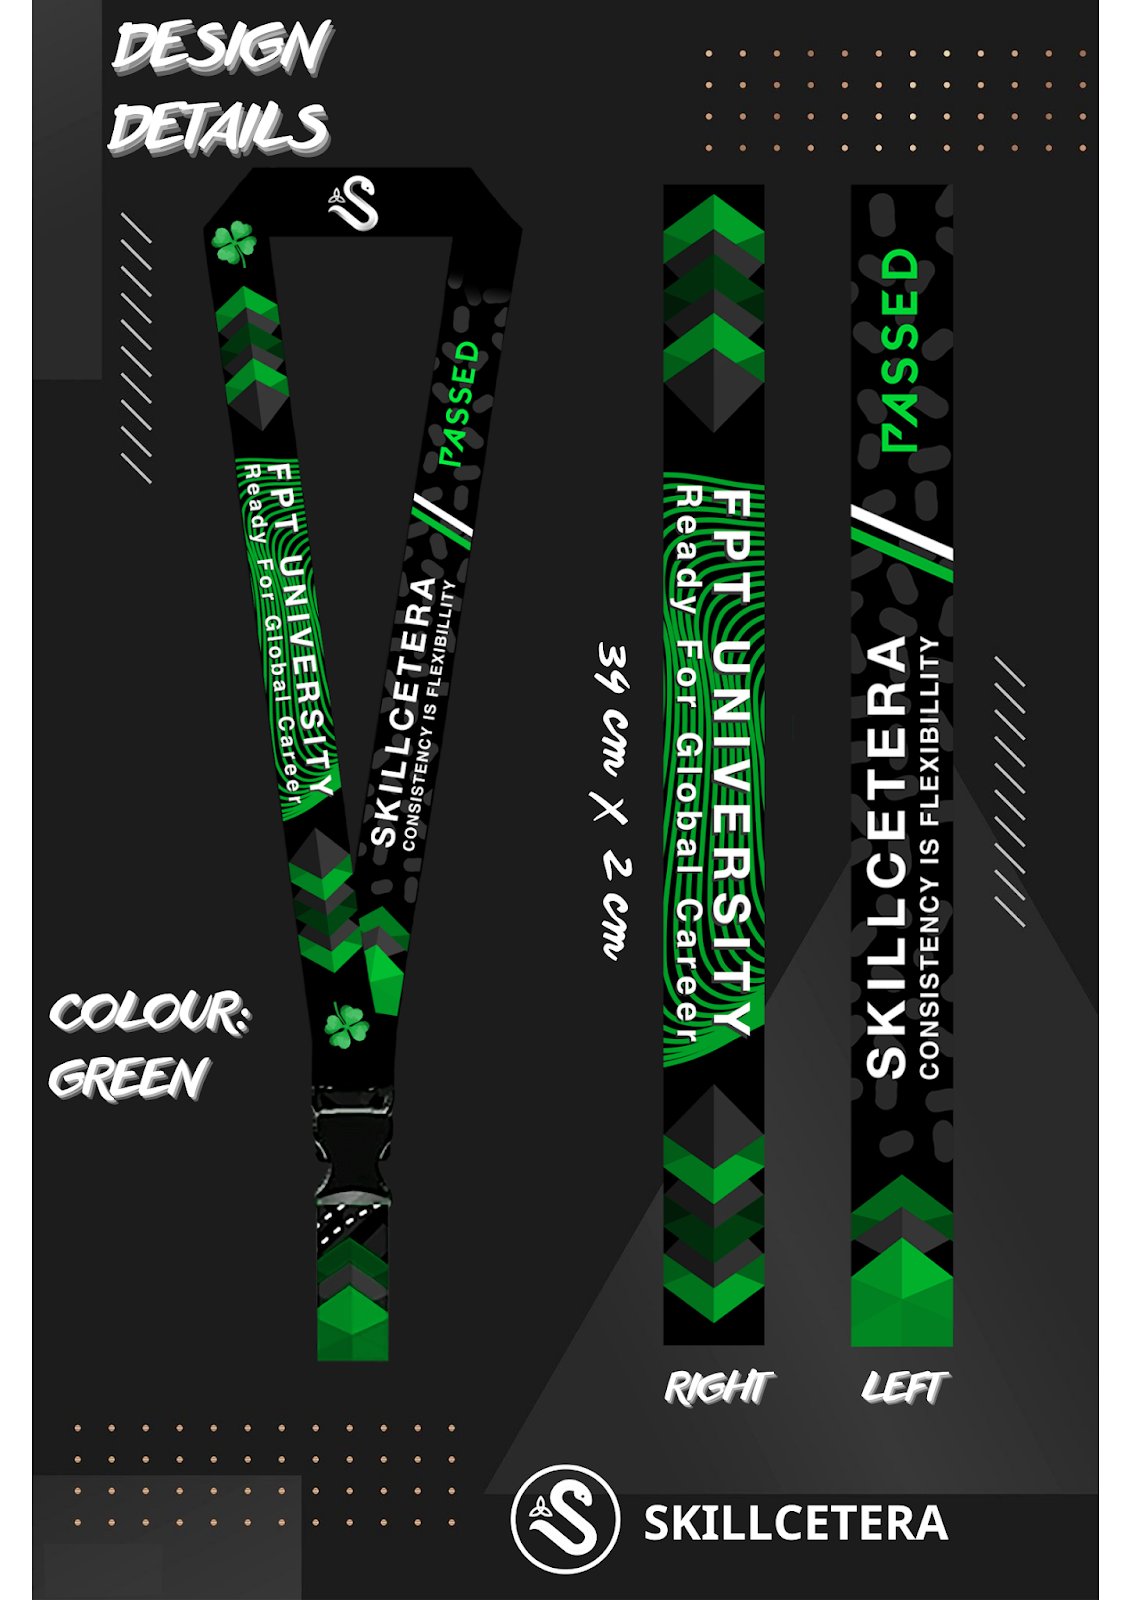 DESIGN
DETAILS
PASSED
FPT UNIVERSITY
Ready For Global Career
SKILLCETERA
CONSISTENCY IS FLEXIBILLITY
39 cm X 2 cm
FPT UNIVERSITY
Ready For Global Career
PASSED
SKILLCETERA
CONSISTENCY IS FLEXIBILLITY
COLOUR:
GREEN
RIGHT
LEFT
SKILLCETERA